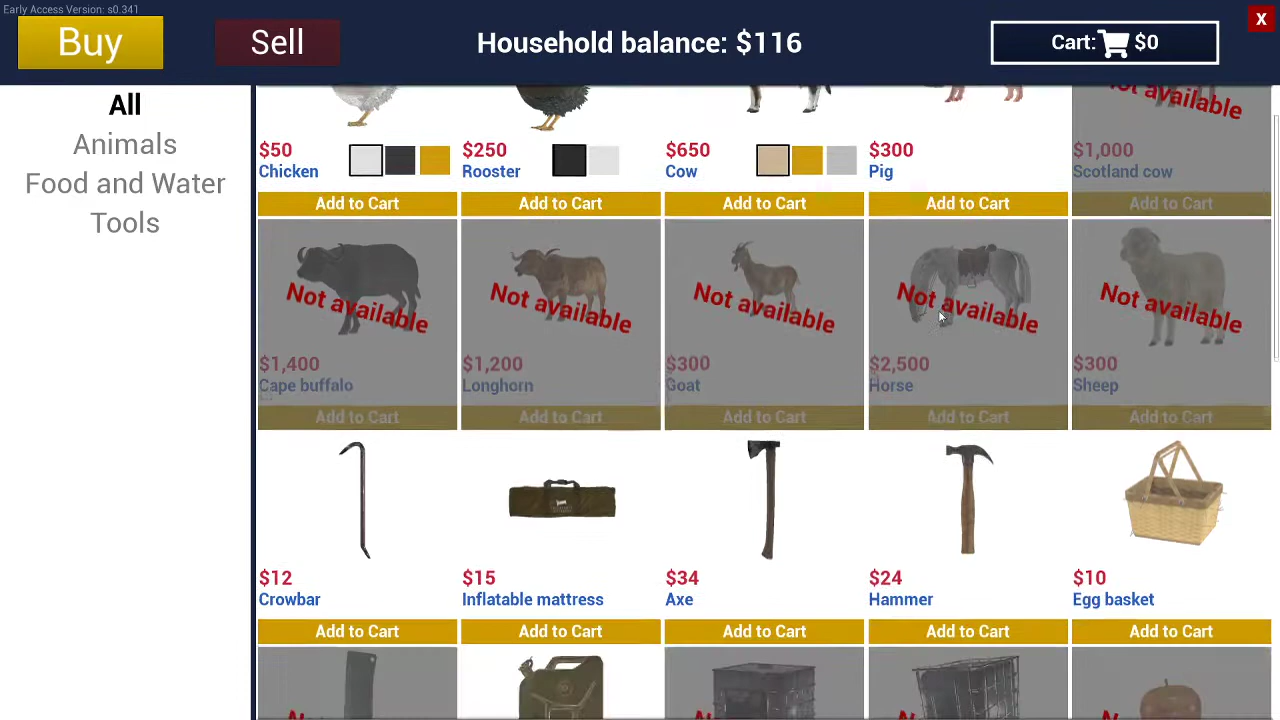 Early Access Version: s0.341
Buy
Sell
Household balance: $116
Cart: $0
X
All
Animals
Food and Water
Tools
$50
Chicken
Add to Cart
$250
Rooster
Add to Cart
$650
Cow
Add to Cart
$300
Pig
Add to Cart
Not available
$1,000
Scotland cow
Add to Cart
Not available
$1,400
Cape buffalo
Add to Cart
Not available
$1,200
Longhorn
Add to Cart
Not available
$300
Goat
Add to Cart
Not available
$2,500
Horse
Add to Cart
Not available
$300
Sheep
Add to Cart
$12
Crowbar
Add to Cart
$15
Inflatable mattress
Add to Cart
$34
Axe
Add to Cart
$24
Hammer
Add to Cart
$10
Egg basket
Add to Cart